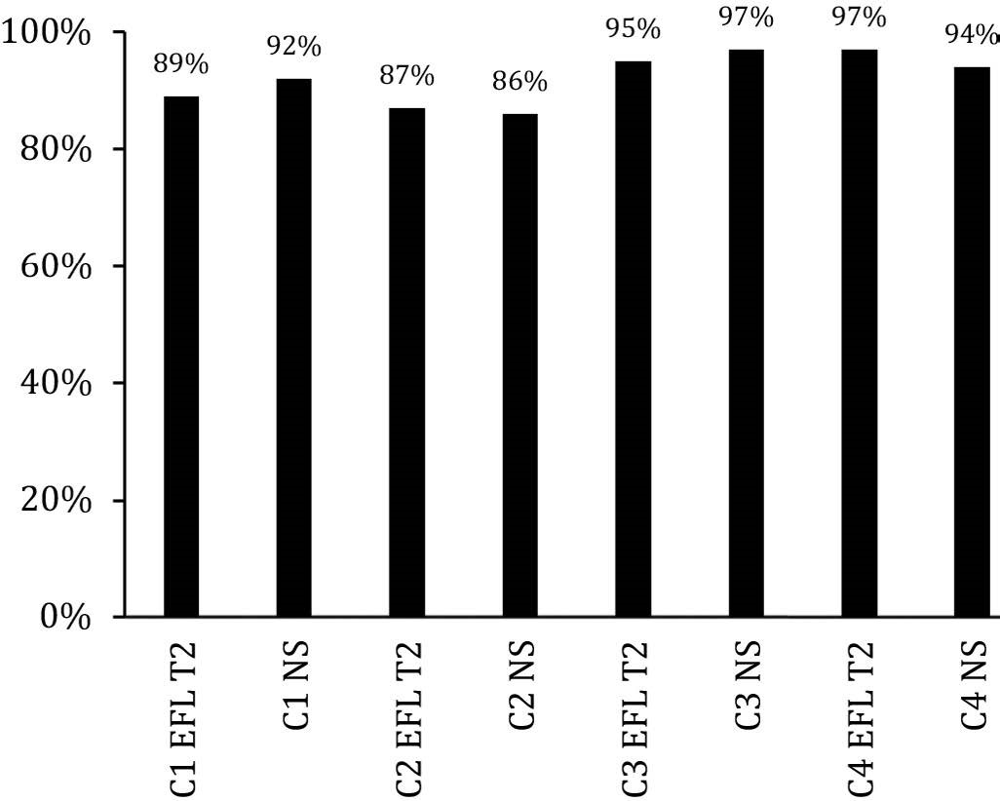 100%
80%
60%
40%
20%
0%
89%
92%
87%
86%
95%
97%
97%
94%
C1 EFL T2
C1 NS
C2 EFL T2
C2 NS
C3 EFL T2
C3 NS
C4 EFL T2
C4 NS